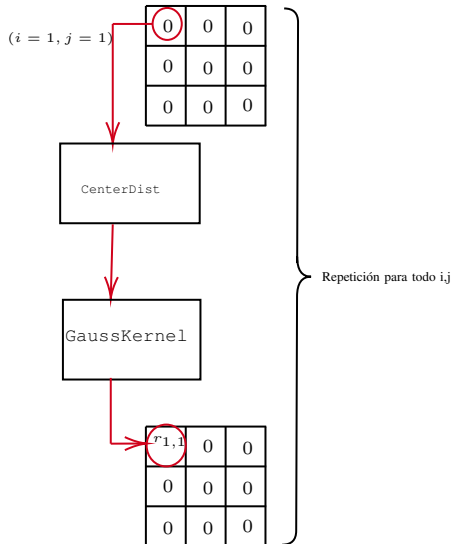 (i = 1, j = 1)
0 0 0
0 0 0
0 0 0
CenterDist
Repetición para todo i,j
GaussKernel
r1,1 0 0
0 0 0
0 0 0